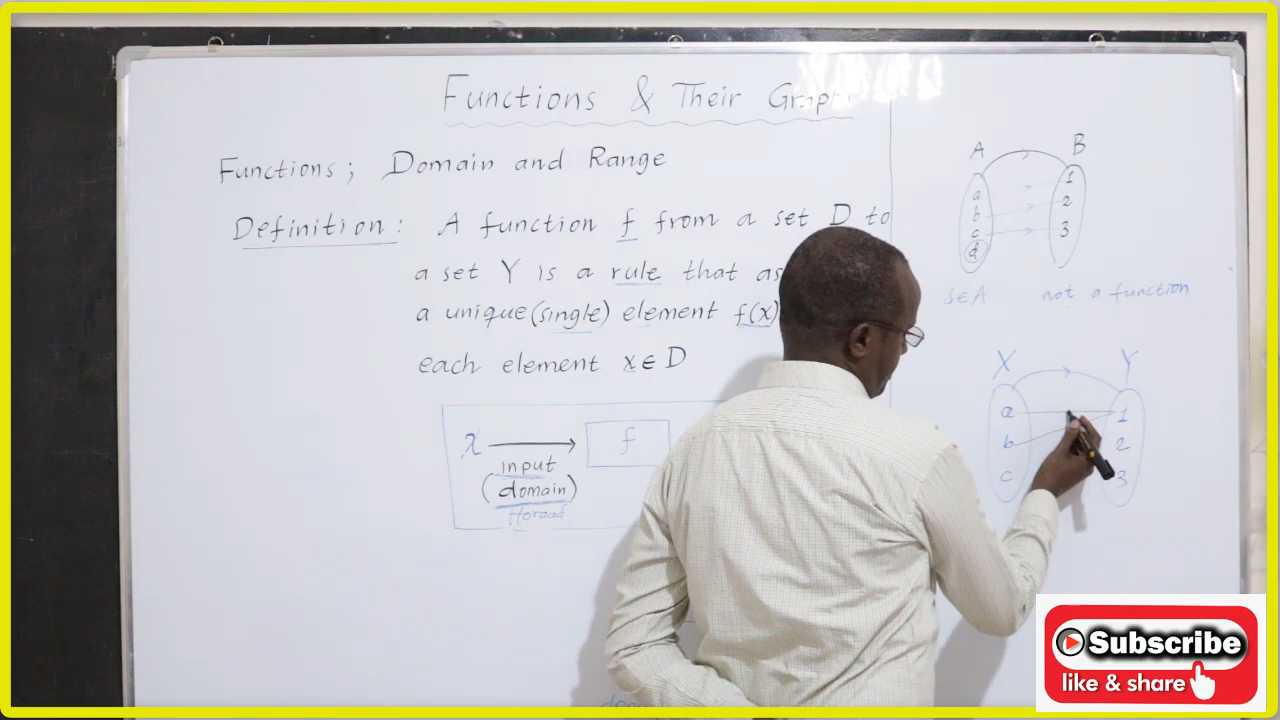 Functions & Their Graphs
Functions; Domain and Range
Definition: A function f from a set D to
a set Y is a rule that as
a unique(single) element f(x)
each element x ∈ D
x
f
input
(domain)
A B
a 1
b 2
c 3
d
not a function
X Y
a 1
b 2
c 3
Subscribe
like & share